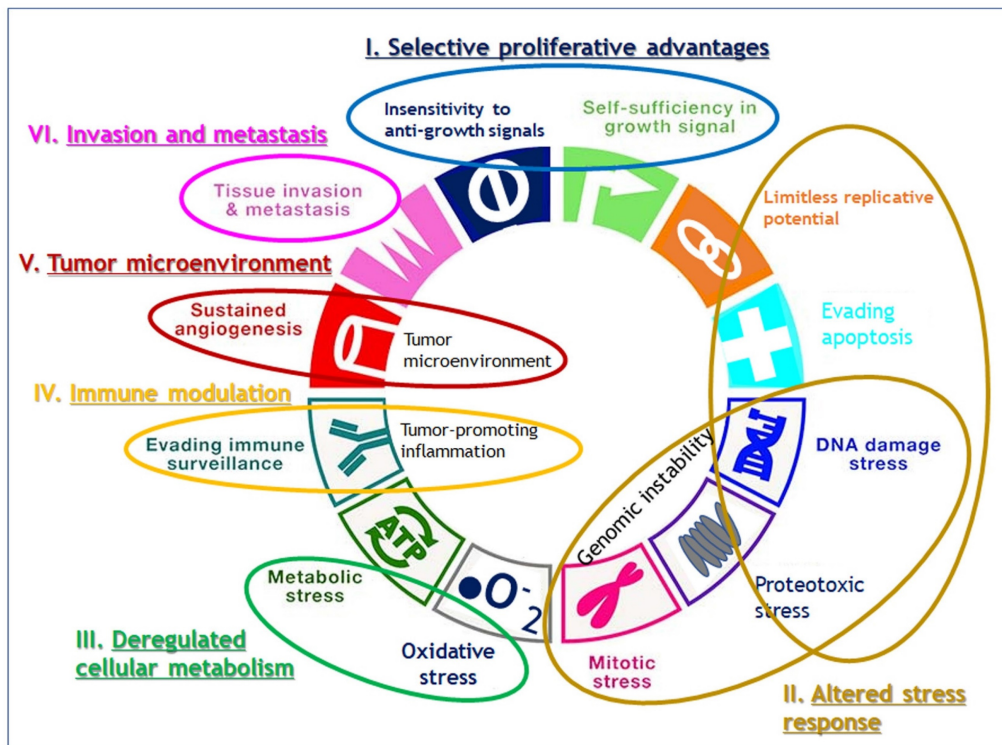 I. Selective proliferative advantages
Insensitivity to
anti-growth signals
Self-sufficiency in
growth signal
VI. Invasion and metastasis
Tissue invasion
& metastasis
Limitless replicative
potential
V. Tumor microenvironment
Sustained
angiogenesis
Tumor
microenvironment
Evading
apoptosis
IV. Immune modulation
Evading immune
surveillance
Tumor-promoting
inflammation
DNA damage
stress
Genomic instability
ATP
Metabolic
stress
•O₂⁻
Oxidative
stress
Mitotic
stress
Proteotoxic
stress
III. Deregulated
cellular metabolism
II. Altered stress
response